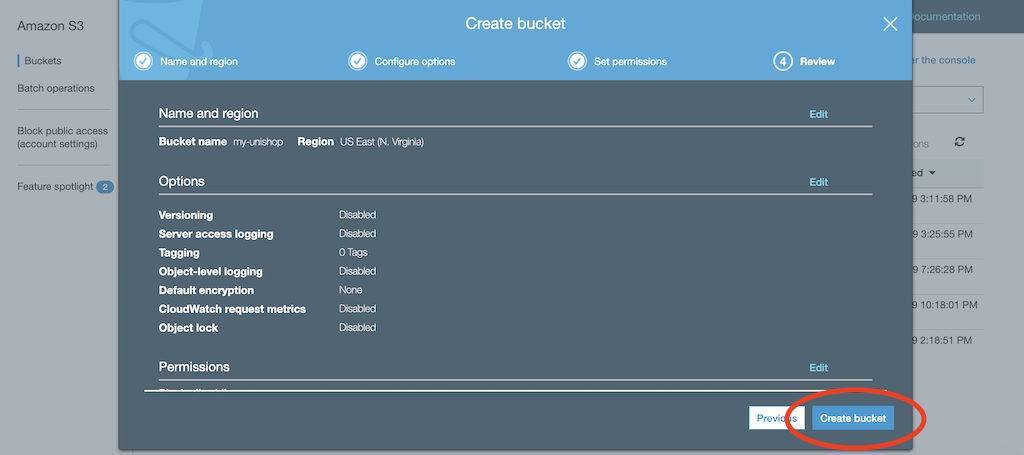 Amazon S3
Buckets
Batch operations
Block public access
(account settings)
Feature spotlight 2
Create bucket
Name and region
Configure options
Set permissions
4 Review
Name and region Edit
Bucket name my-unishop Region US East (N. Virginia)
Options Edit
Versioning Disabled
Server access logging Disabled
Tagging 0 Tags
Object-level logging Disabled
Default encryption None
CloudWatch request metrics Disabled
Object lock Disabled
Permissions Edit
Previous
Create bucket
ocumentation
r the console
ons
ed
9 3:11:58 PM
9 3:25:55 PM
9 7:26:28 PM
9 10:18:01 PM
9 2:18:51 PM